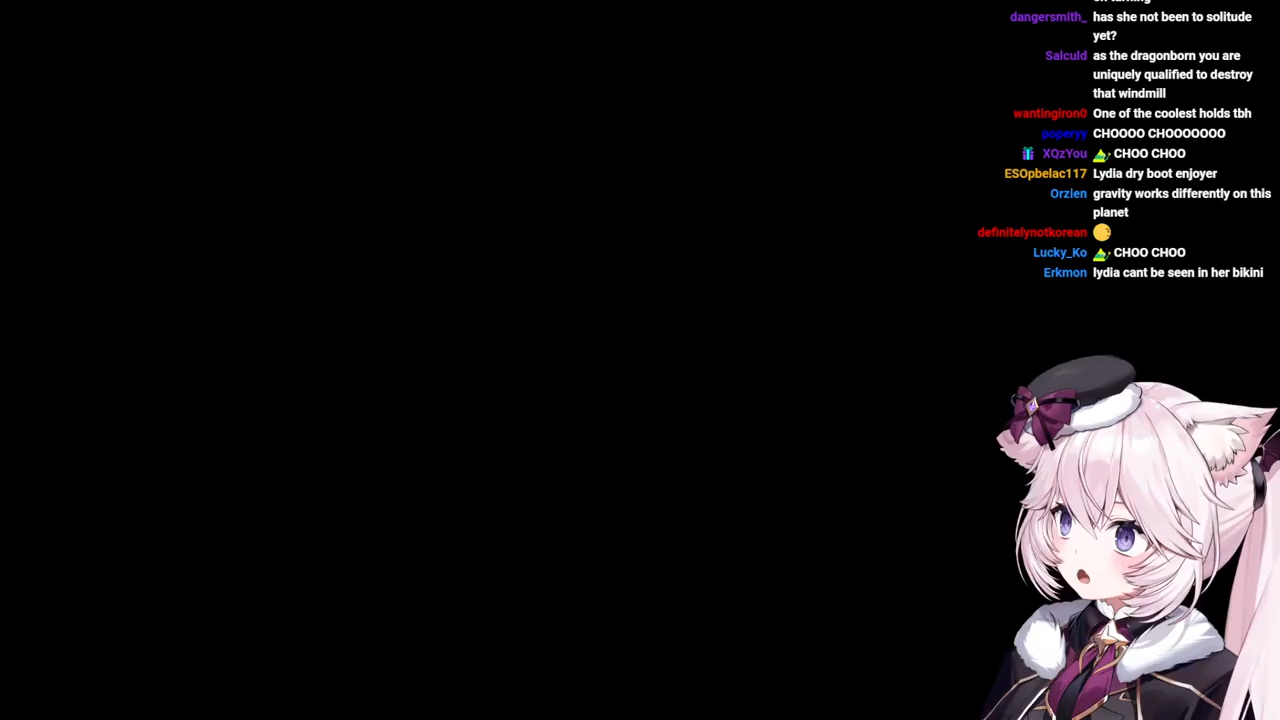 dangersmith_ has she not been to solitude
yet?
Salculd as the dragonborn you are
uniquely qualified to destroy
that windmill
wantingiron0 One of the coolest holds tbh
poperyy CHOOOO CHOOOOOOO
XQzYou CHOO CHOO
ESOpbelac117 Lydia dry boot enjoyer
Orzien gravity works differently on this
planet
definitelynotkorean
Lucky_Ko CHOO CHOO
Erkmon lydia cant be seen in her bikini